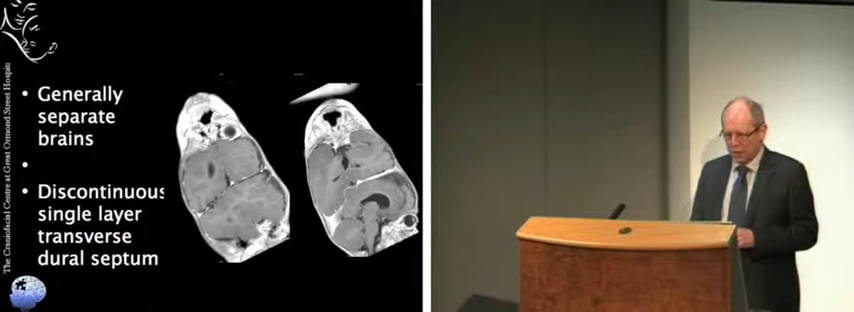 The Craniofacial Centre at Great Ormond Street Hospit
• Generally
separate
brains
•
• Discontinuous
single layer
transverse
dural septum